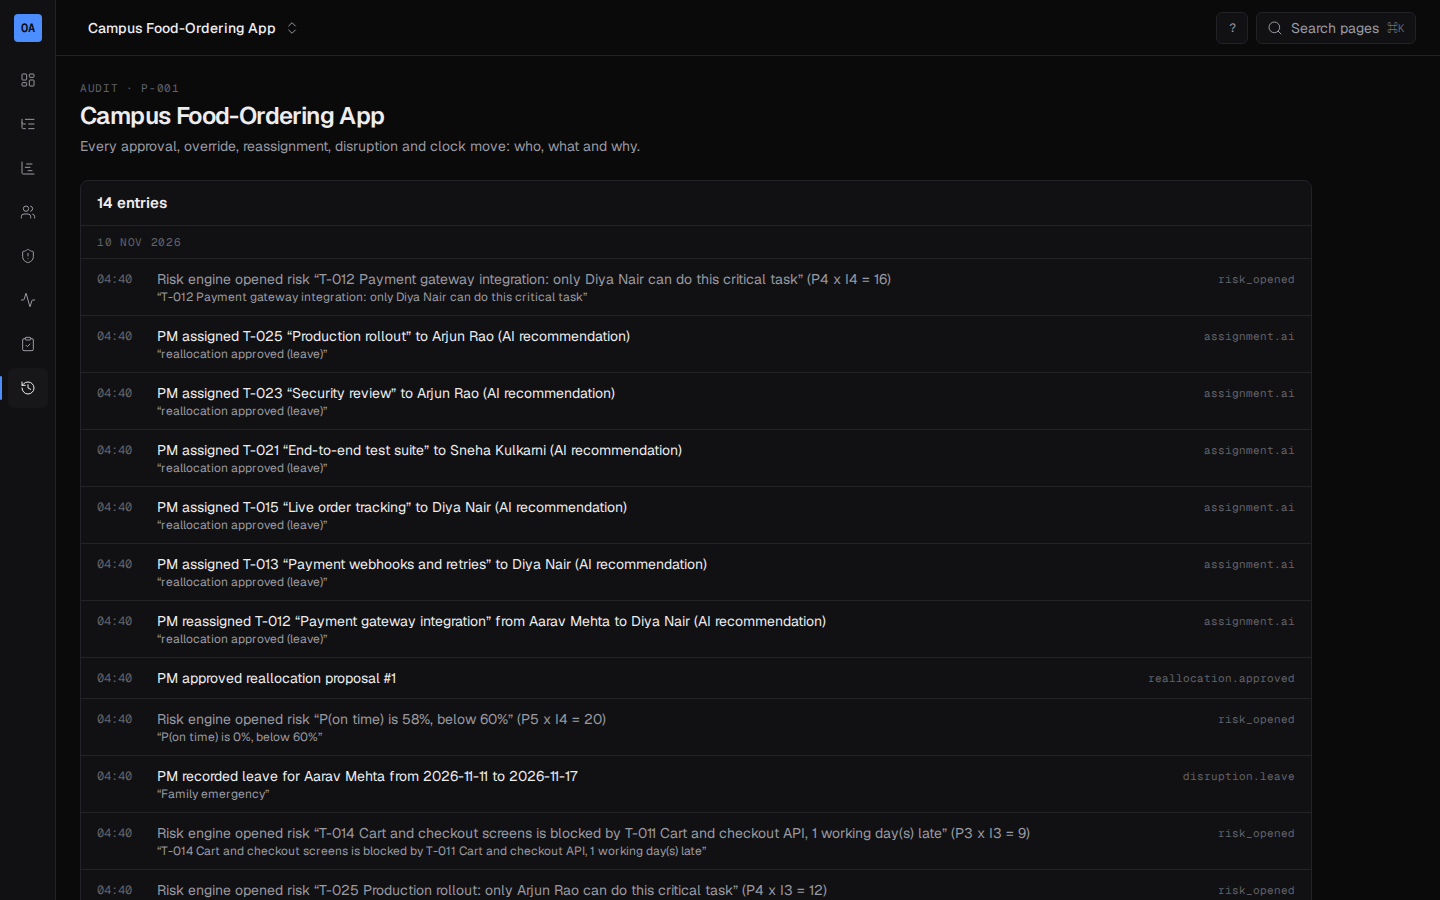 OA
Campus Food-Ordering App
?
Search pages ⌘K
AUDIT · P-001
Campus Food-Ordering App
Every approval, override, reassignment, disruption and clock move: who, what and why.
14 entries
10 NOV 2026
04:40 Risk engine opened risk “T-012 Payment gateway integration: only Diya Nair can do this critical task” (P4 x I4 = 16) risk_opened
“T-012 Payment gateway integration: only Diya Nair can do this critical task”
04:40 PM assigned T-025 “Production rollout” to Arjun Rao (AI recommendation) assignment.ai
“reallocation approved (leave)”
04:40 PM assigned T-023 “Security review” to Arjun Rao (AI recommendation) assignment.ai
“reallocation approved (leave)”
04:40 PM assigned T-021 “End-to-end test suite” to Sneha Kulkarni (AI recommendation) assignment.ai
“reallocation approved (leave)”
04:40 PM assigned T-015 “Live order tracking” to Diya Nair (AI recommendation) assignment.ai
“reallocation approved (leave)”
04:40 PM assigned T-013 “Payment webhooks and retries” to Diya Nair (AI recommendation) assignment.ai
“reallocation approved (leave)”
04:40 PM reassigned T-012 “Payment gateway integration” from Aarav Mehta to Diya Nair (AI recommendation) assignment.ai
“reallocation approved (leave)”
04:40 PM approved reallocation proposal #1 reallocation.approved
04:40 Risk engine opened risk “P(on time) is 58%, below 60%” (P5 x I4 = 20) risk_opened
“P(on time) is 0%, below 60%”
04:40 PM recorded leave for Aarav Mehta from 2026-11-11 to 2026-11-17 disruption.leave
“Family emergency”
04:40 Risk engine opened risk “T-014 Cart and checkout screens is blocked by T-011 Cart and checkout API, 1 working day(s) late” (P3 x I3 = 9) risk_opened
“T-014 Cart and checkout screens is blocked by T-011 Cart and checkout API, 1 working day(s) late”
04:40 Risk engine opened risk “T-025 Production rollout: only Arjun Rao can do this critical task” (P4 x I3 = 12) risk_opened